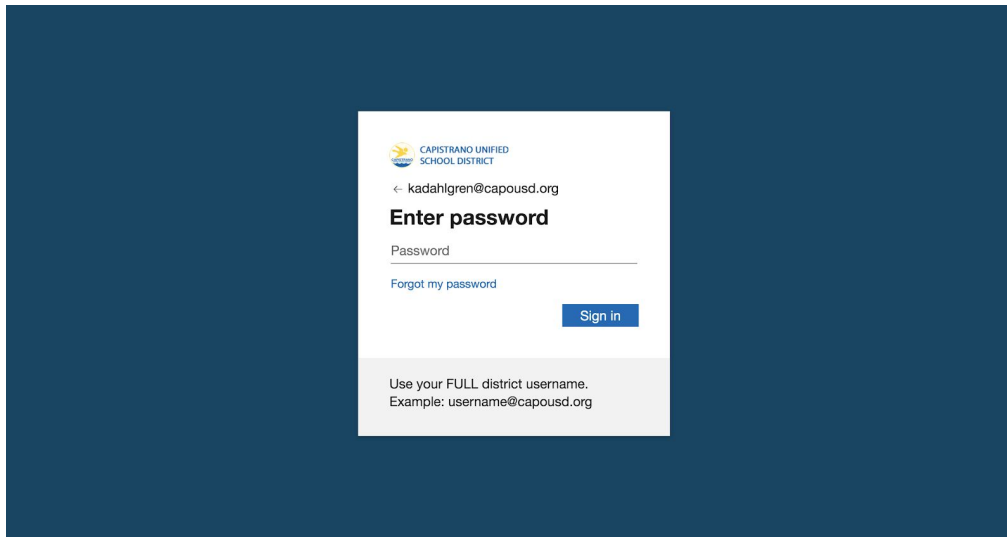 CAPISTRANO UNIFIED
SCHOOL DISTRICT
← kadahlgren@capousd.org
Enter password
Password
Forgot my password
Sign in
Use your FULL district username.
Example: username@capousd.org